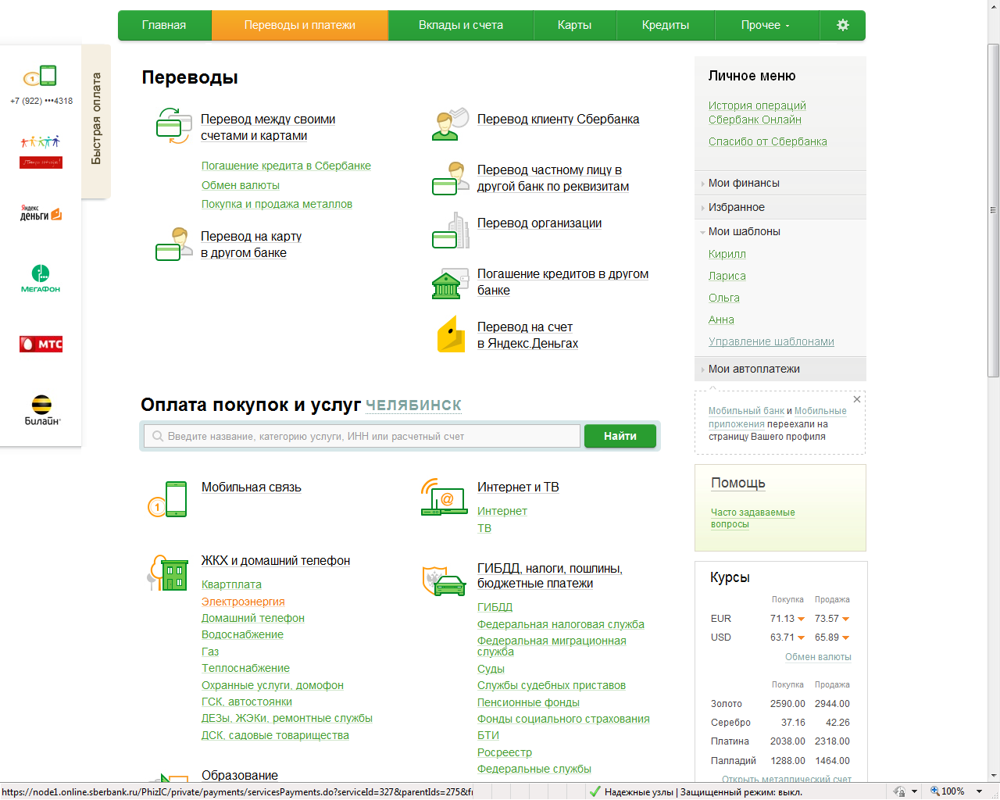 Главная
Переводы и платежи
Вклады и счета
Карты
Кредиты
Прочее
Быстрая оплата
+7 (922) •••4318
Яндекс
деньги
МЕГАФОН
МТС
Билайн
Переводы
Перевод между своими
счетами и картами
Погашение кредита в Сбербанке
Обмен валюты
Покупка и продажа металлов
Перевод на карту
в другом банке
Перевод клиенту Сбербанка
Перевод частному лицу в
другой банк по реквизитам
Перевод организации
Погашение кредитов в другом
банке
Перевод на счет
в Яндекс.Деньгах
Оплата покупок и услуг ЧЕЛЯБИНСК
Введите название, категорию услуги, ИНН или расчетный счет
Найти
1
Мобильная связь
ЖКХ и домашний телефон
Квартплата
Электроэнергия
Домашний телефон
Водоснабжение
Газ
Теплоснабжение
Охранные услуги, домофон
ГСК, автостоянки
ДЕЗы, ЖЭКи, ремонтные службы
ДСК, садовые товарищества
Образование
@
Интернет и ТВ
Интернет
ТВ
ГИБДД, налоги, пошлины,
бюджетные платежи
ГИБДД
Федеральная налоговая служба
Федеральная миграционная
служба
Суды
Службы судебных приставов
Пенсионные фонды
Фонды социального страхования
БТИ
Росреестр
Федеральные службы
Личное меню
История операций
Сбербанк Онлайн
Спасибо от Сбербанка
Мои финансы
Избранное
Мои шаблоны
Кирилл
Лариса
Ольга
Анна
Управление шаблонами
Мои автоплатежи
Мобильный банк и Мобильные
приложения переехали на
страницу Вашего профиля
Помощь
Часто задаваемые
вопросы
Курсы
Покупка Продажа
EUR 71.13 73.57
USD 63.71 65.89
Обмен валюты
Покупка Продажа
Золото 2590.00 2944.00
Серебро 37.16 42.26
Платина 2038.00 2318.00
Палладий 1288.00 1464.00
Открыть металлический счет
https://node1.online.sberbank.ru/PhizIC/private/payments/servicesPayments.do?serviceId=327&parentIds=275&fi
Надежные узлы | Защищенный режим: выкл.
100%